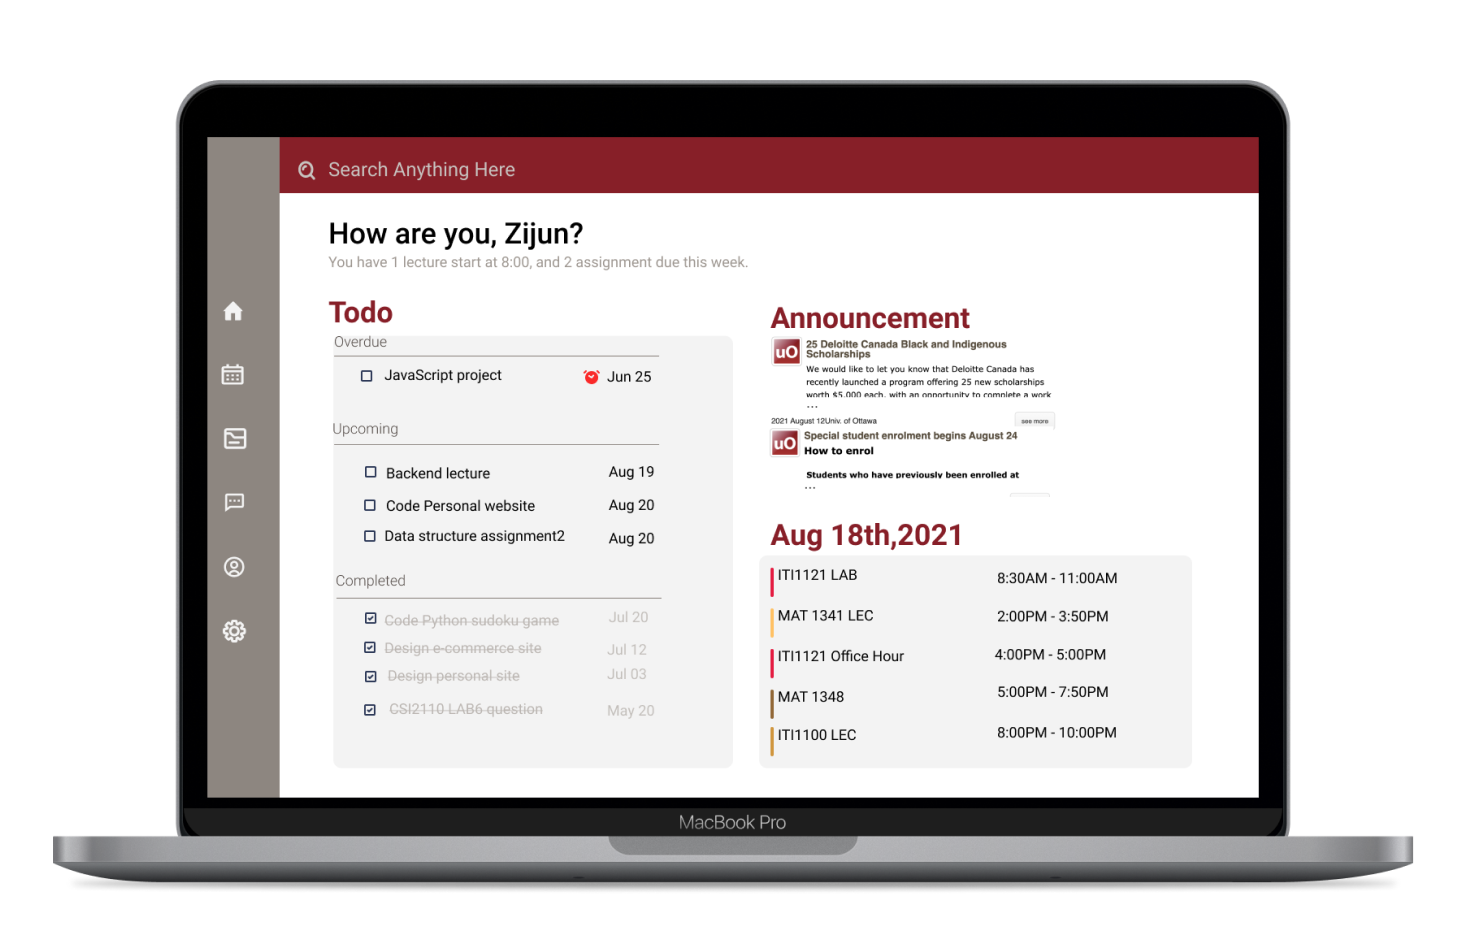 Search Anything Here
How are you, Zijun?
You have 1 lecture start at 8:00, and 2 assignment due this week.
Todo
Overdue
JavaScript project Jun 25
Upcoming
Backend lecture Aug 19
Code Personal website Aug 20
Data structure assignment2 Aug 20
Completed
Code Python sudoku game Jul 20
Design e-commerce site Jul 12
Design personal site Jul 03
CSI2110 LAB6 question May 20
Announcement
uO
25 Deloitte Canada Black and Indigenous
Scholarships
We would like to let you know that Deloitte Canada has
recently launched a program offering 25 new scholarships
worth $5,000 each, with an opportunity to complete a work
...
2021 August 12Univ. of Ottawa see more
uO
Special student enrolment begins August 24
How to enrol
Students who have previously been enrolled at
...
Aug 18th,2021
ITI1121 LAB 8:30AM - 11:00AM
MAT 1341 LEC 2:00PM - 3:50PM
ITI1121 Office Hour 4:00PM - 5:00PM
MAT 1348 5:00PM - 7:50PM
ITI1100 LEC 8:00PM - 10:00PM
MacBook Pro